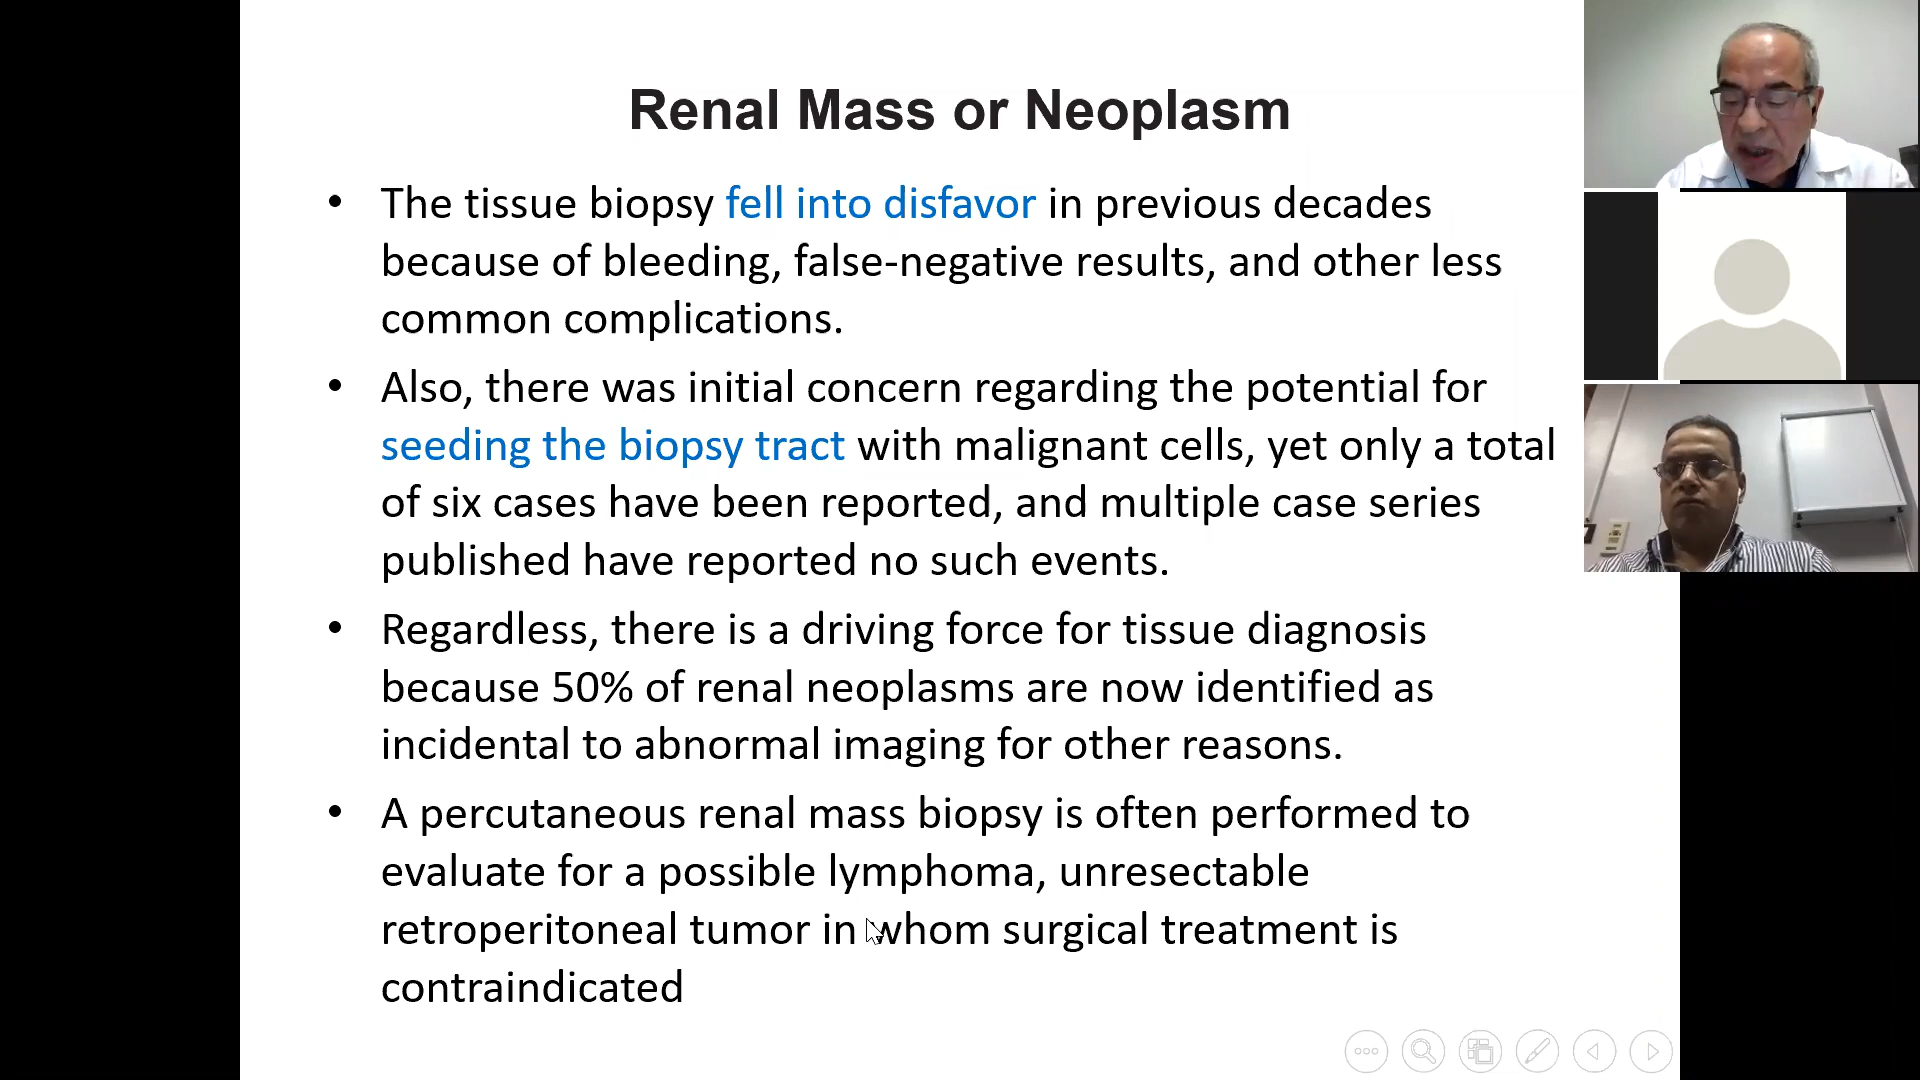 Renal Mass or Neoplasm
• The tissue biopsy fell into disfavor in previous decades
because of bleeding, false-negative results, and other less
common complications.
• Also, there was initial concern regarding the potential for
seeding the biopsy tract with malignant cells, yet only a total
of six cases have been reported, and multiple case series
published have reported no such events.
• Regardless, there is a driving force for tissue diagnosis
because 50% of renal neoplasms are now identified as
incidental to abnormal imaging for other reasons.
• A percutaneous renal mass biopsy is often performed to
evaluate for a possible lymphoma, unresectable
retroperitoneal tumor in whom surgical treatment is
contraindicated